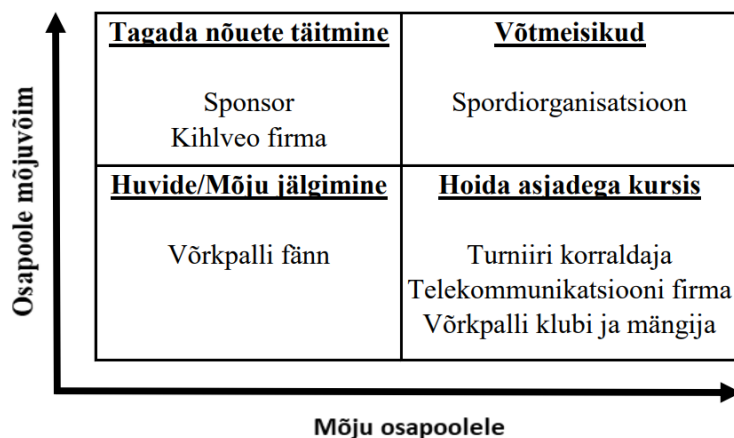 Osapoole mõjuvõim
Tagada nõuete täitmine
Sponsor
Kihlveo firma
Võtmeisikud
Spordiorganisatsioon
Huvide/Mõju jälgimine
Võrkpalli fänn
Hoida asjadega kursis
Turniiri korraldaja
Telekommunikatsiooni firma
Võrkpalli klubi ja mängija
Mõju osapoolele